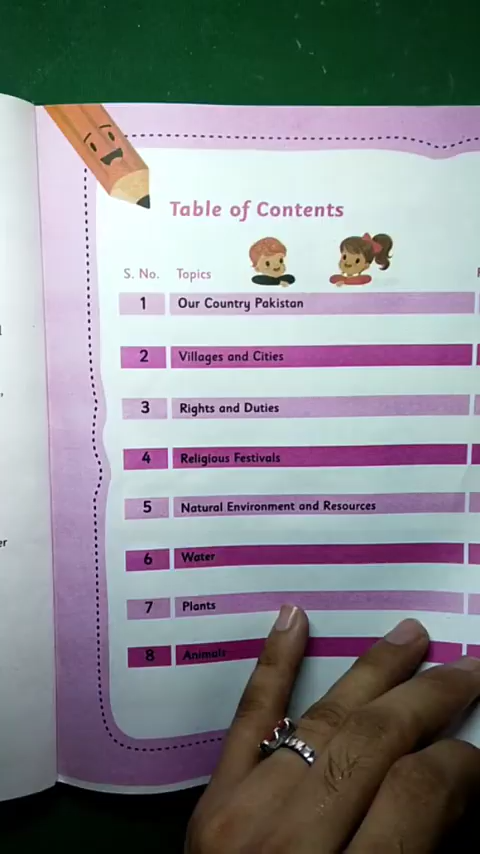 Table of Contents
S. No. Topics
1 Our Country Pakistan
2 Villages and Cities
3 Rights and Duties
4 Religious Festivals
5 Natural Environment and Resources
6 Water
7 Plants
8 Animals